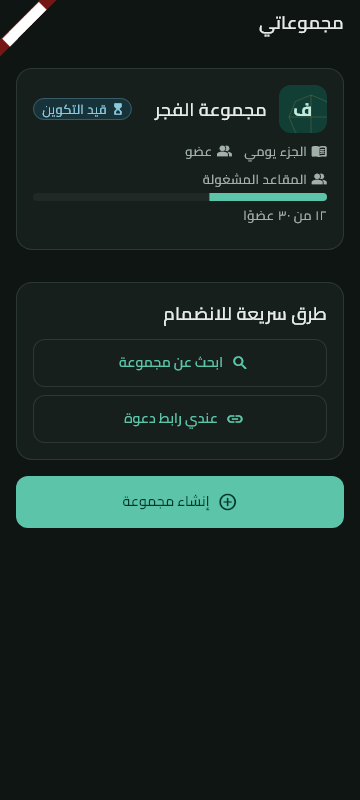 مجموعاتي
ف
مجموعة الفجر
قيد التكوين
الجزء يومي
عضو
المقاعد المشغولة
١٢ من ٣٠ عضوًا
طرق سريعة للانضمام
ابحث عن مجموعة
عندي رابط دعوة
إنشاء مجموعة